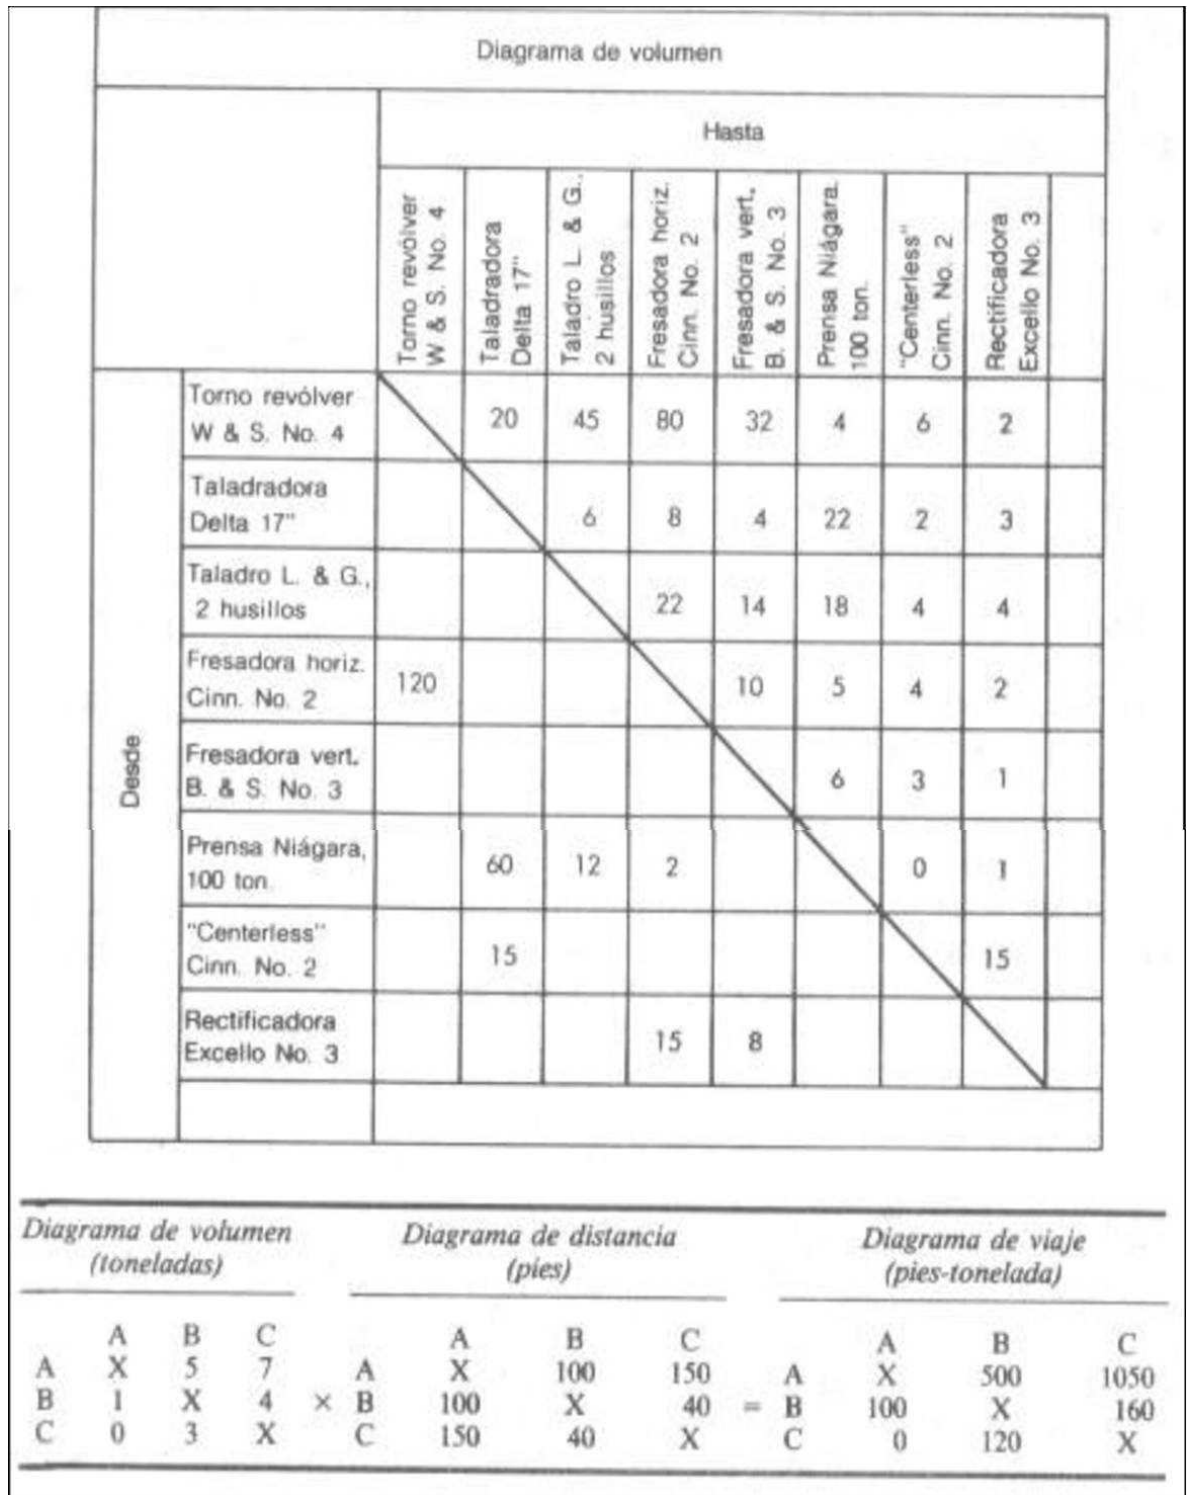 Diagrama de volumen
Hasta
Torno revólver
W & S. No. 4
Taladradora
Delta 17"
Taladro L. & G.,
2 husillos
Fresadora horiz.
Cinn. No. 2
Fresadora vert.
B. & S. No. 3
Prensa Niágara.
100 ton.
"Centerless"
Cinn. No. 2
Rectificadora
Excello No. 3
Desde
Torno revólver
W & S. No. 4
20 45 80 32 4 6 2
Taladradora
Delta 17"
6 8 4 22 2 3
Taladro L. & G.,
2 husillos
22 14 18 4 4
Fresadora horiz.
Cinn. No. 2
120 10 5 4 2
Fresadora vert.
B. & S. No. 3
6 3 1
Prensa Niágara,
100 ton.
60 12 2 0 1
"Centerless"
Cinn. No. 2
15 15
Rectificadora
Excello No. 3
15 8
Diagrama de volumen
(toneladas)
Diagrama de distancia
(pies)
Diagrama de viaje
(pies-tonelada)
A B C A B C A B C
A X 5 7 A X 100 150 A X 500 1050
B 1 X 4 × B 100 X 40 = B 100 X 160
C 0 3 X C 150 40 X C 0 120 X